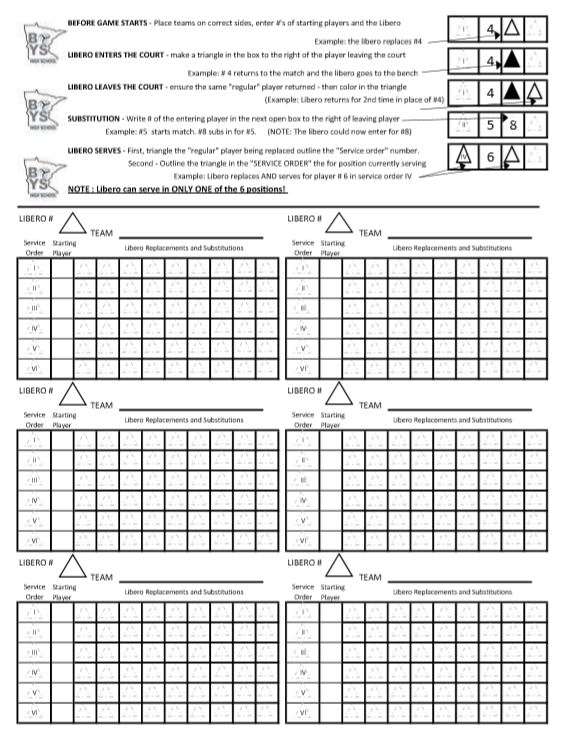 BEFORE GAME STARTS - Place teams on correct sides, enter #'s of starting players and the Libero
Example: the libero replaces #4
LIBERO ENTERS THE COURT - make a triangle in the box to the right of the player leaving the court
Example: # 4 returns to the match and the libero goes to the bench
LIBERO LEAVES THE COURT - ensure the same "regular" player returned - then color in the triangle
(Example: Libero returns for 2nd time in place of #4)
SUBSTITUTION - Write # of the entering player in the next open box to the right of leaving player
Example: #5 starts match. #8 subs in for #5. (NOTE: The libero could now enter for #8)
LIBERO SERVES - First, triangle the "regular" player being replaced outline the "Service order" number.
Second - Outline the triangle in the "SERVICE ORDER" the for position currently serving
Example: Libero replaces AND serves for player # 6 in service order IV
NOTE : Libero can serve in ONLY ONE of the 6 positions!
BOYS
HIGH SCHOOL
BOYS
HIGH SCHOOL
BOYS
HIGH SCHOOL
I 4
4
4
II 5 8
IV 6
LIBERO # TEAM
Service Order Starting Player Libero Replacements and Substitutions
I
II
III
IV
V
VI
LIBERO # TEAM
Service Order Starting Player Libero Replacements and Substitutions
I
II
III
IV
V
VI
LIBERO # TEAM
Service Order Starting Player Libero Replacements and Substitutions
I
II
III
IV
V
VI
LIBERO # TEAM
Service Order Starting Player Libero Replacements and Substitutions
I
II
III
IV
V
VI
LIBERO # TEAM
Service Order Starting Player Libero Replacements and Substitutions
I
II
III
IV
V
VI
LIBERO # TEAM
Service Order Starting Player Libero Replacements and Substitutions
I
II
III
IV
V
VI